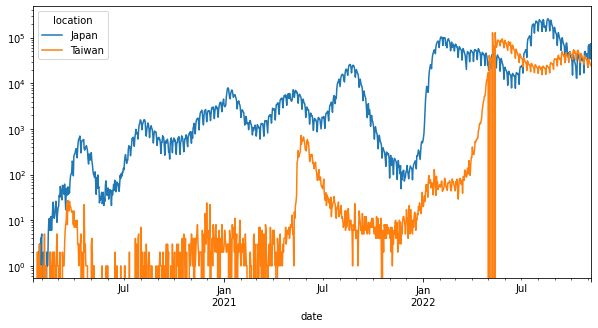 location
Japan
Taiwan
10⁵
10⁴
10³
10²
10¹
10⁰
Jul
Jan
2021
Jul
Jan
2022
Jul
date